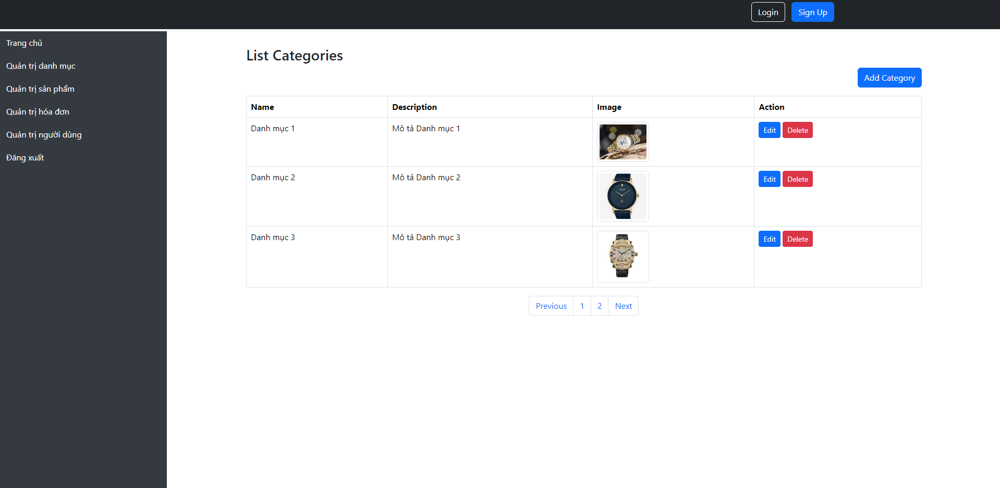 Login Sign Up
Trang chủ
Quản trị danh mục
Quản trị sản phẩm
Quản trị hóa đơn
Quản trị người dùng
Đăng xuất
List Categories
Add Category
Name Description Image Action
Danh mục 1 Mô tả Danh mục 1 Edit Delete
Danh mục 2 Mô tả Danh mục 2 Edit Delete
Danh mục 3 Mô tả Danh mục 3 Edit Delete
Previous 1 2 Next